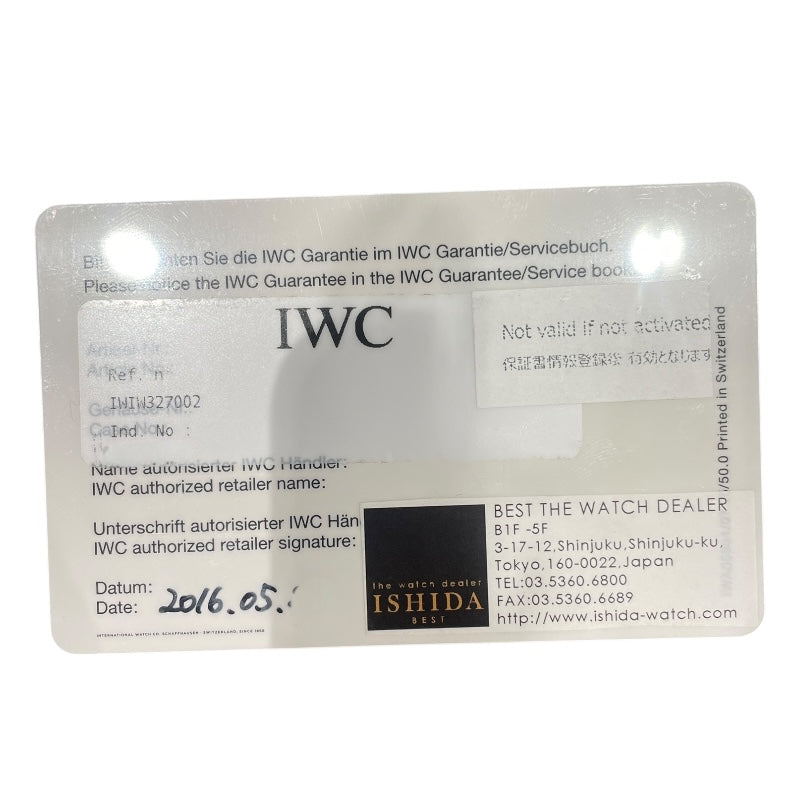 Sie die IWC Garantie im IWC Garantie/Servicebuch.
Please notice the IWC Guarantee in the IWC Guarantee/Service book.
IWC
Not valid if not activated
保証書情報登録後 有効となります
Ref. n
IWIW327002
Ind. No :
Name autorisierter IWC Händler:
IWC authorized retailer name:
Unterschrift autorisierter IWC Hän
IWC authorized retailer signature:
Datum:
Date: 2016.05.
INTERNATIONAL WATCH CO. SCHAFFHAUSEN - SWITZERLAND, SINCE 1868
the watch dealer
ISHIDA
BEST
BEST THE WATCH DEALER
B1F -5F
3-17-12,Shinjuku,Shinjuku-ku,
Tokyo,160-0022,Japan
TEL:03.5360.6800
FAX:03.5360.6689
http://www.ishida-watch.com
/50.0 Printed in Switzerland